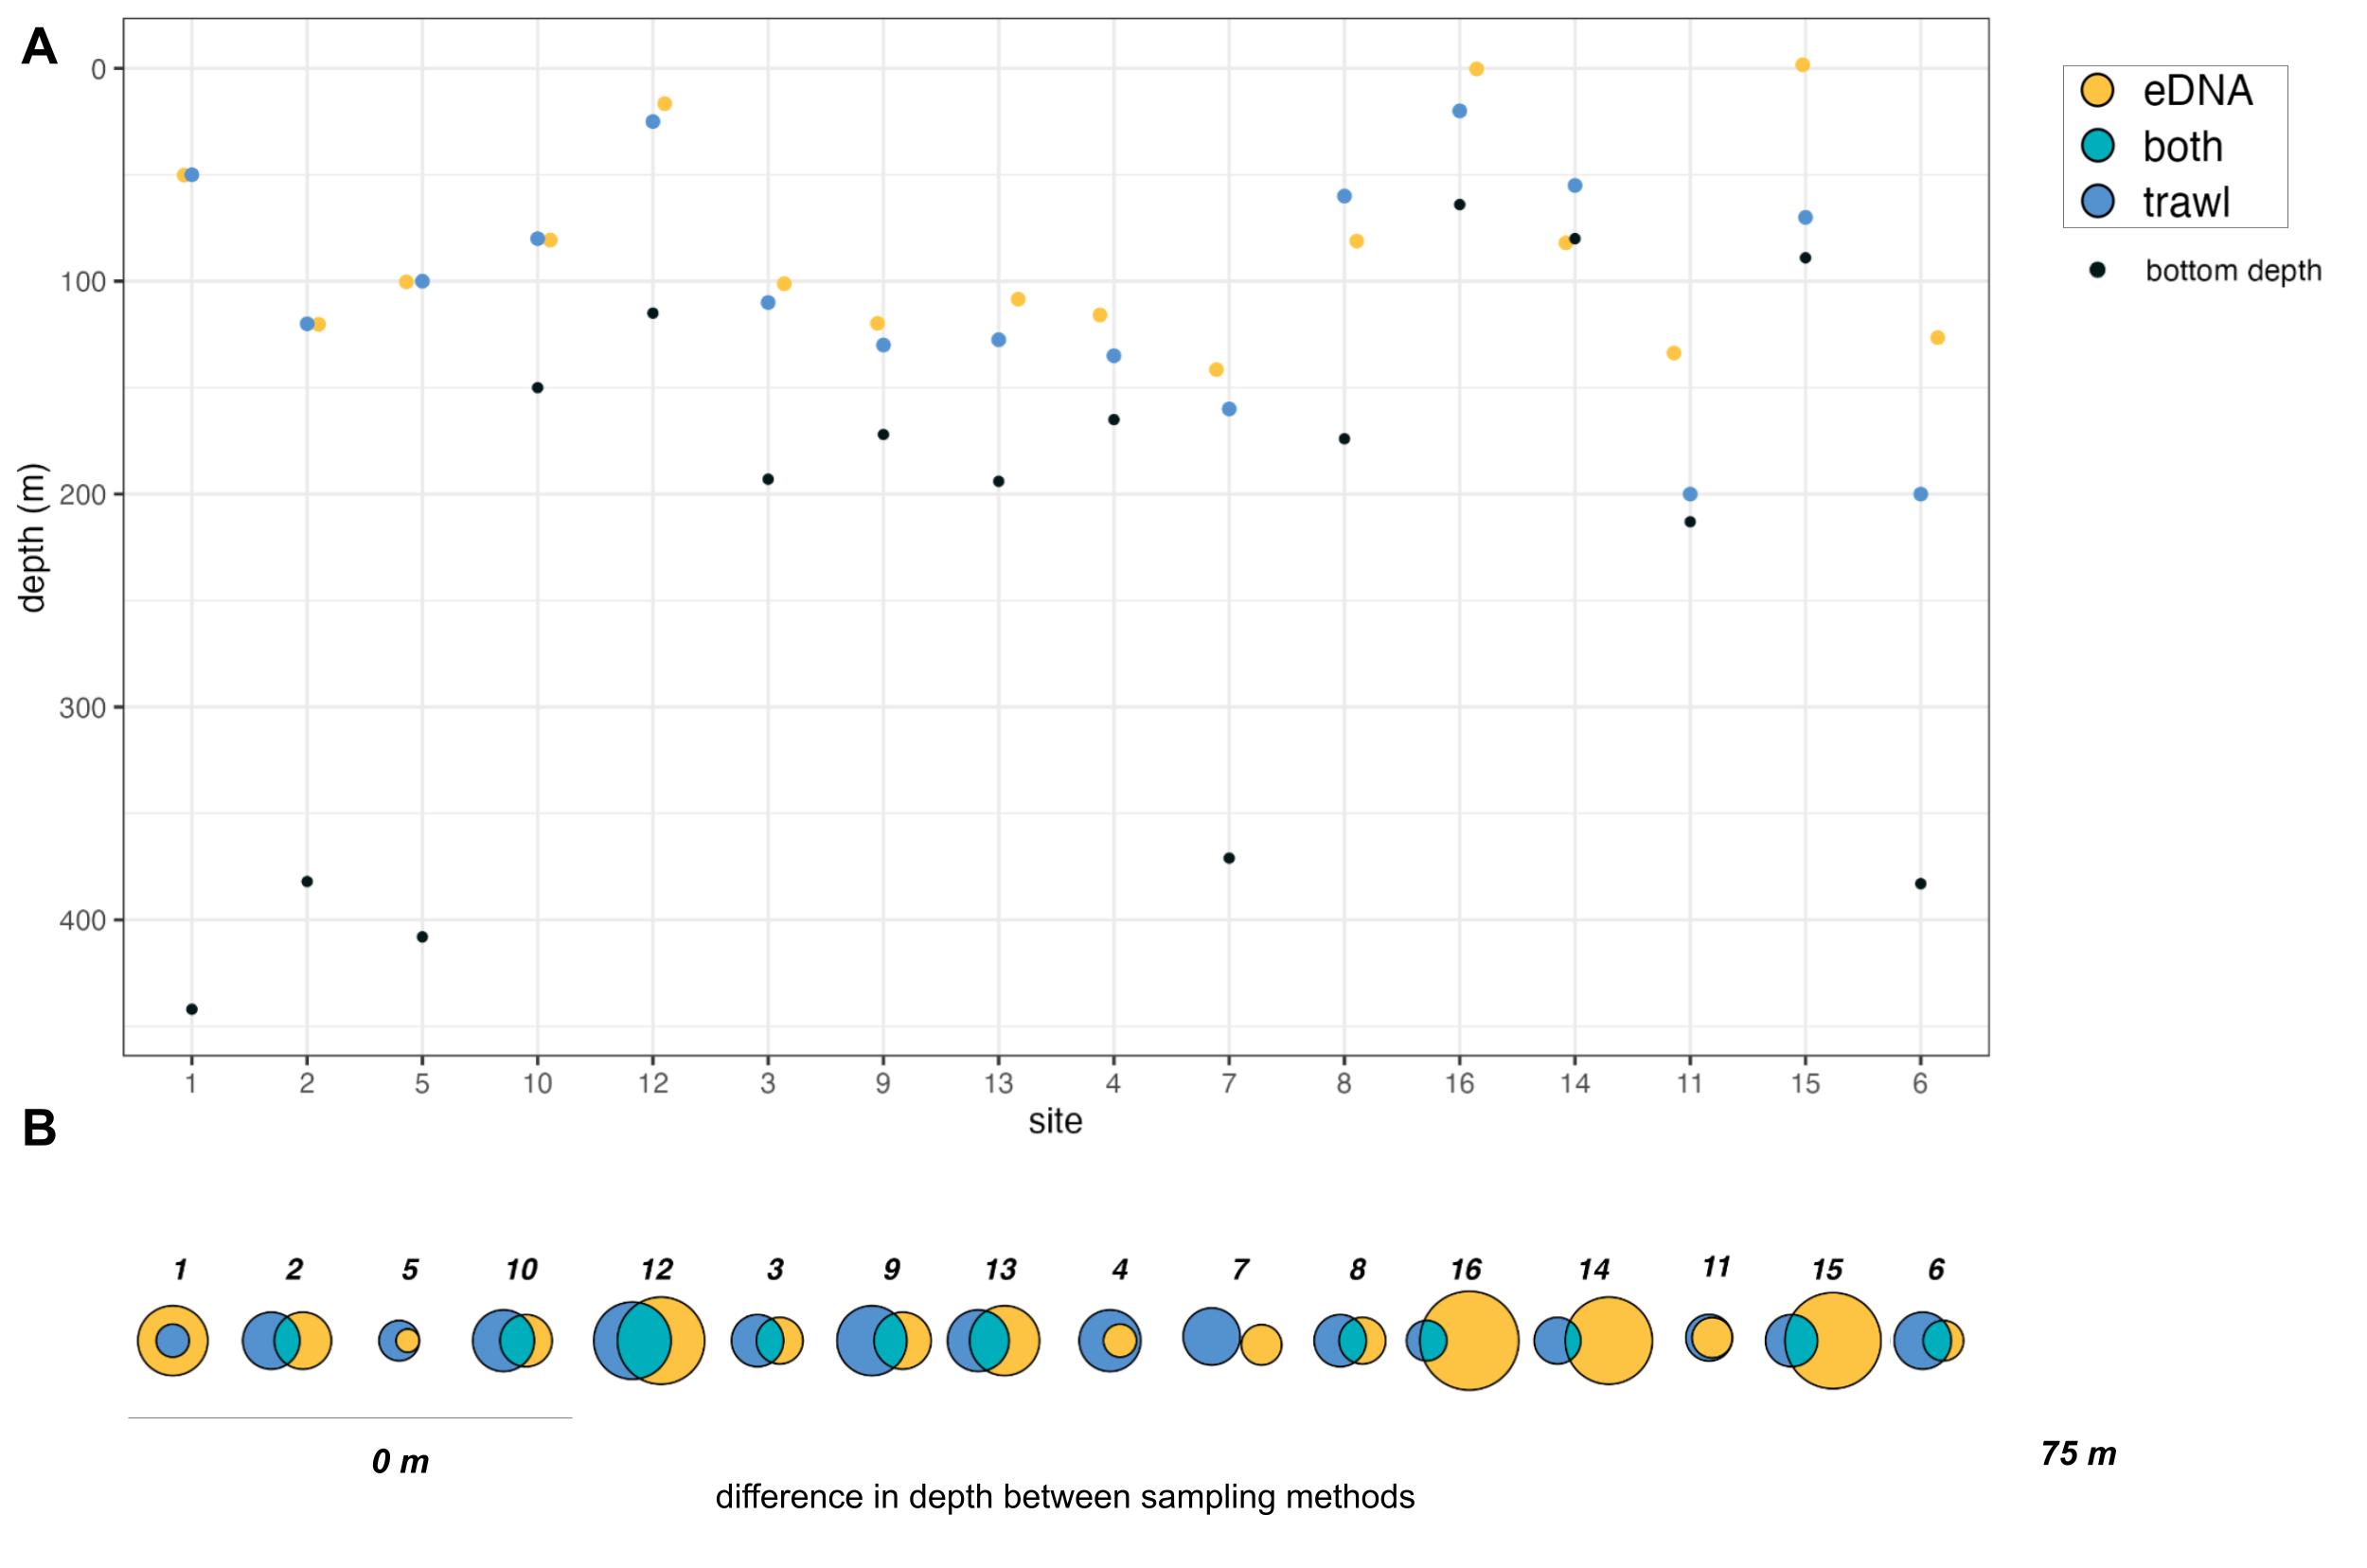 A
0
100
200
300
400
depth (m)
1 2 5 10 12 3 9 13 4 7 8 16 14 11 15 6
site
eDNA
both
trawl
bottom depth
B
1 2 5 10 12 3 9 13 4 7 8 16 14 11 15 6
0 m
75 m
difference in depth between sampling methods